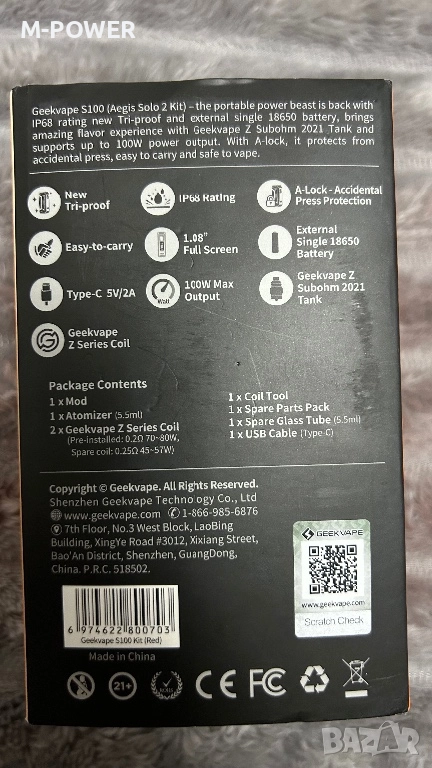 M-POWER
Geekvape S100 (Aegis Solo 2 Kit) – the portable power beast is back with
IP68 rating new Tri-proof and external single 18650 battery, brings
amazing flavor experience with Geekvape Z Subohm 2021 Tank and
supports up to 100W power output. With A-lock, it protects from
accidental press, easy to carry and safe to vape.
New
Tri-proof
IP68 Rating
A-Lock - Accidental
Press Protection
Easy-to-carry
1.08"
Full Screen
External
Single 18650
Battery
Type-C 5V/2A
Watt
100W Max
Output
Geekvape Z
Subohm 2021
Tank
Geekvape
Z Series Coil
Package Contents
1 x Mod
1 x Atomizer (5.5ml)
2 x Geekvape Z Series Coil
(Pre-installed: 0.2Ω 70~80W,
Spare coil: 0.25Ω 45~57W)
1 x Coil Tool
1 x Spare Parts Pack
1 x Spare Glass Tube (5.5ml)
1 x USB Cable (Type-C)
Copyright © Geekvape. All Rights Reserved.
Shenzhen Geekvape Techno ogy Co., Ltd
www.geekvape.com 1-866-985-6876
7th Floor, No.3 West Block, LaoBing
Building, XingYe Road #3012, Xixiang Street,
Bao'An District, Shenzhen, GuangDong,
China. P.R.C. 518502.
GEEKVAPE
www.geekvape.com
Scratch Check
6 974622 800703
Geekvape S100 Kit (Red)
Made in China
21+
CE FC
BAZAR